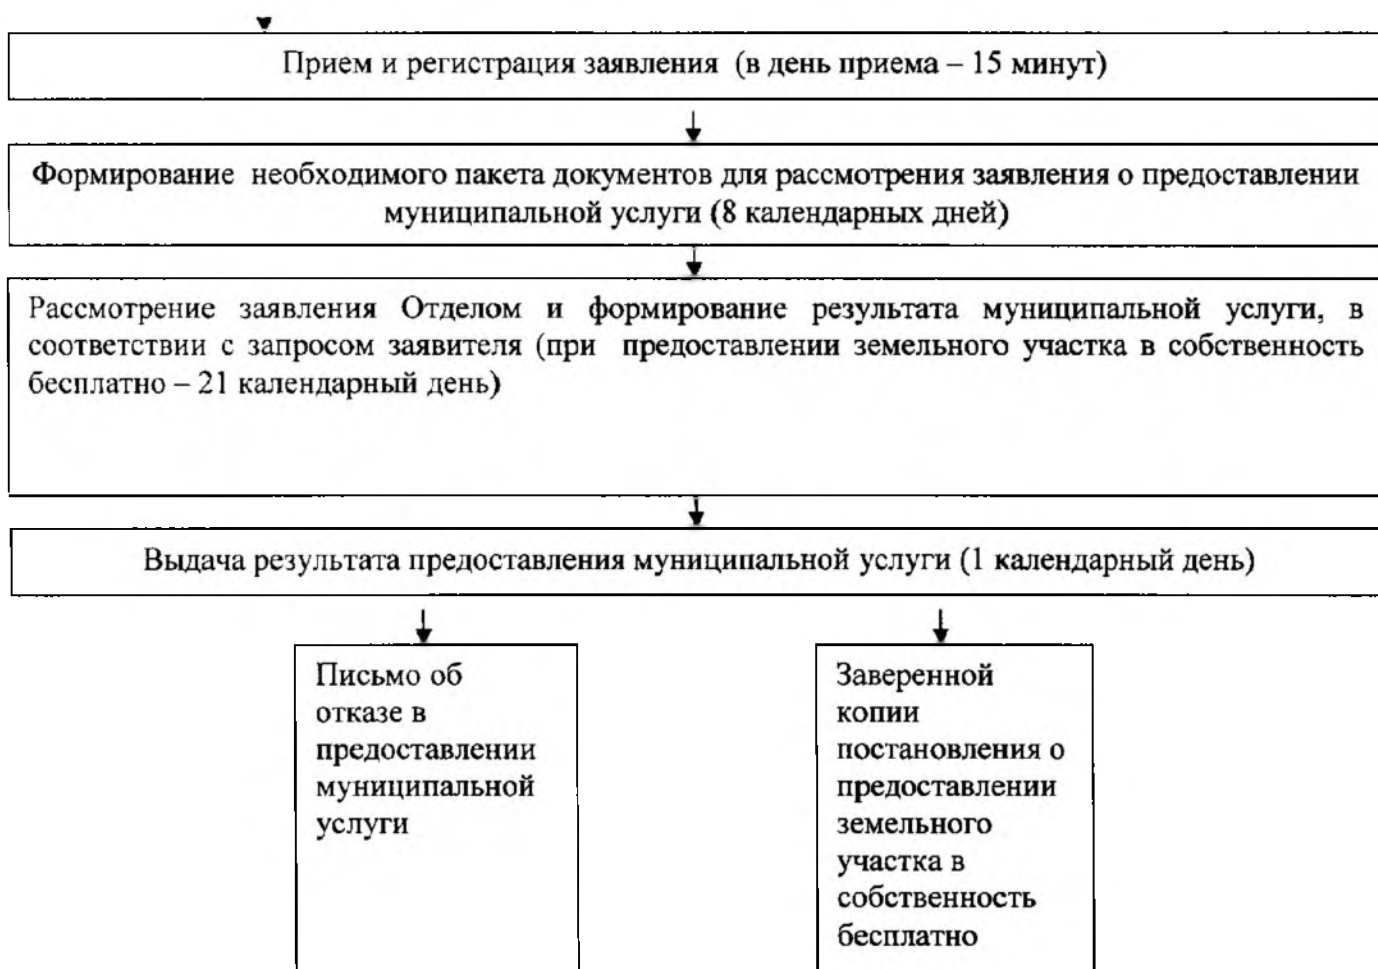 Прием и регистрация заявления (в день приема – 15 минут)
Формирование необходимого пакета документов для рассмотрения заявления о предоставлении
муниципальной услуги (8 календарных дней)
Рассмотрение заявления Отделом и формирование результата муниципальной услуги, в
соответствии с запросом заявителя (при предоставлении земельного участка в собственность
бесплатно – 21 календарный день)
Выдача результата предоставления муниципальной услуги (1 календарный день)
Письмо об
отказе в
предоставлении
муниципальной
услуги
Заверенной
копии
постановления о
предоставлении
земельного
участка в
собственность
бесплатно